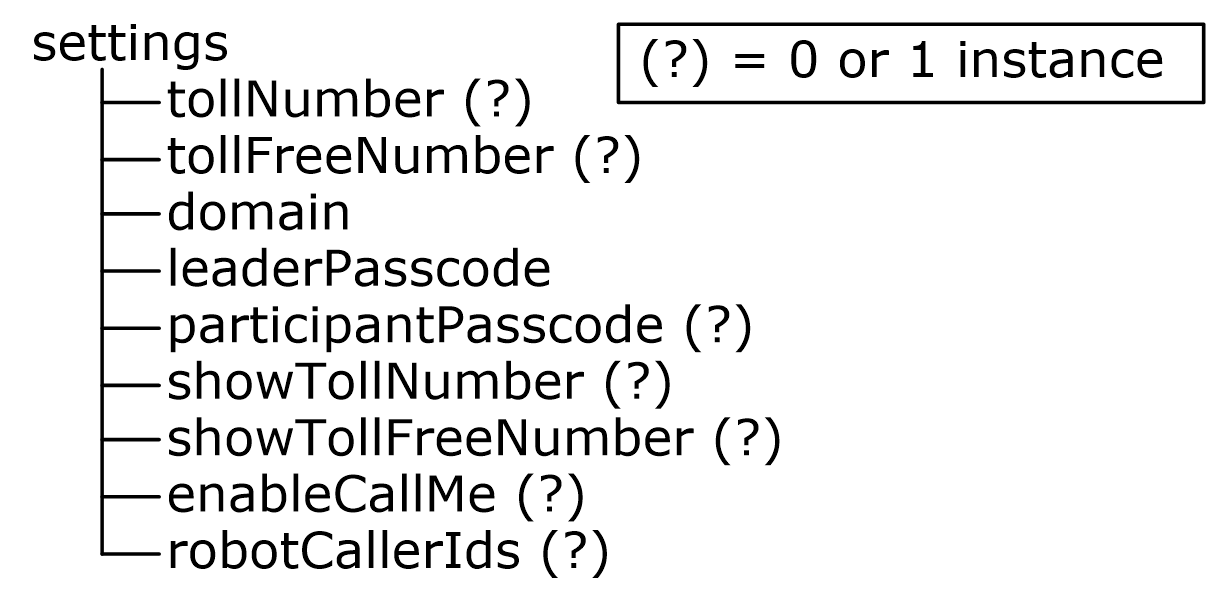 settings
(?) = 0 or 1 instance
tollNumber (?)
tollFreeNumber (?)
domain
leaderPasscode
participantPasscode (?)
showTollNumber (?)
showTollFreeNumber (?)
enableCallMe (?)
robotCallerIds (?)